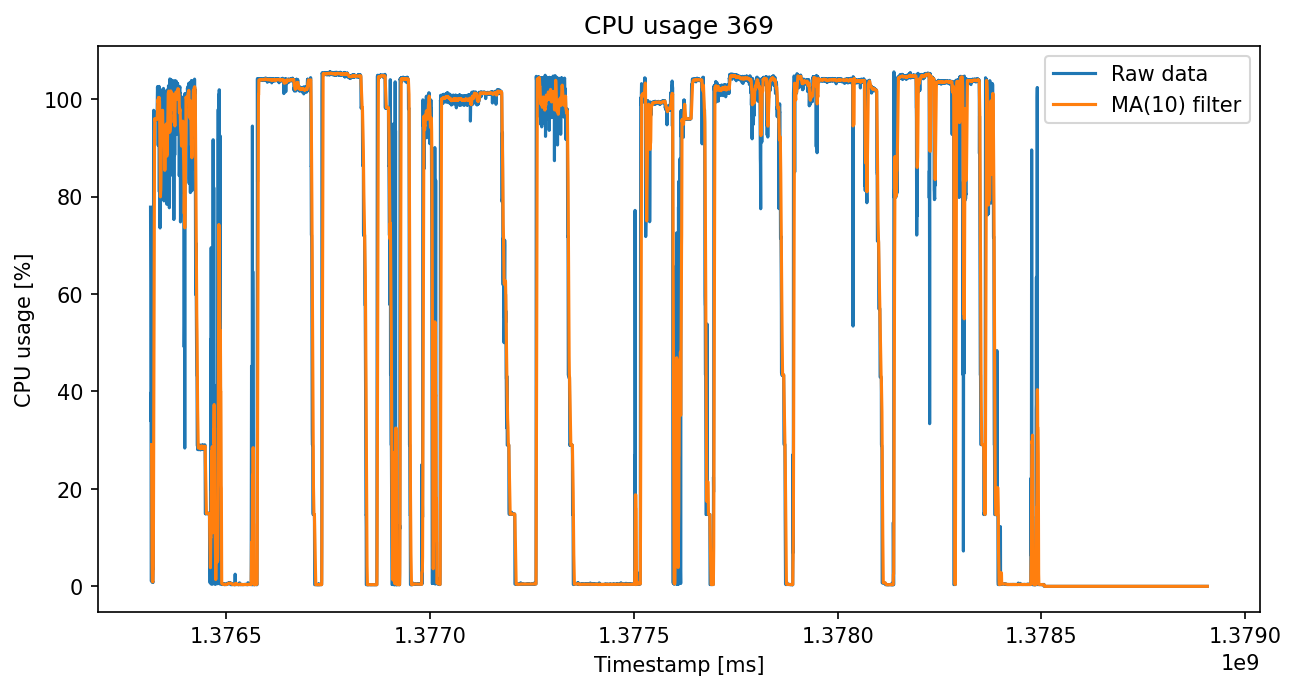 CPU usage 369
Raw data
MA(10) filter
CPU usage [%]
100
80
60
40
20
0
1.3765 1.3770 1.3775 1.3780 1.3785 1.3790
1e9
Timestamp [ms]